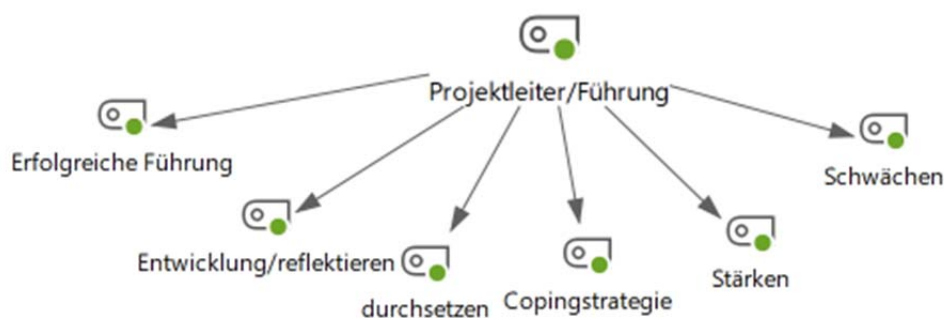 Projektleiter/Führung
Erfolgreiche Führung
Schwächen
Entwicklung/reflektieren
Stärken
durchsetzen
Copingstrategie